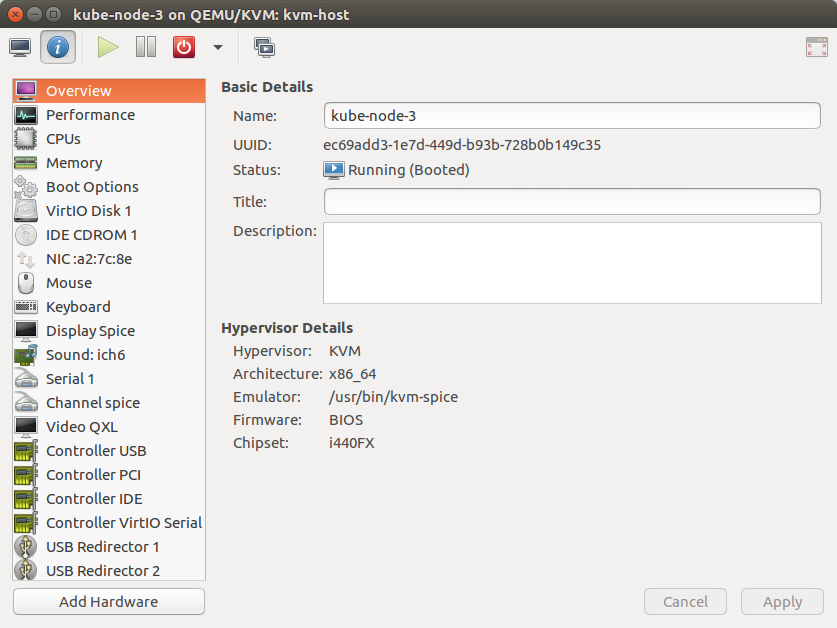 kube-node-3 on QEMU/KVM: kvm-host
Overview
Performance
CPUs
Memory
Boot Options
VirtIO Disk 1
IDE CDROM 1
NIC :a2:7c:8e
Mouse
Keyboard
Display Spice
Sound: ich6
Serial 1
Channel spice
Video QXL
Controller USB
Controller PCI
Controller IDE
Controller VirtIO Serial
USB Redirector 1
USB Redirector 2
Add Hardware
Basic Details
Name: kube-node-3
UUID: ec69add3-1e7d-449d-b93b-728b0b149c35
Status: Running (Booted)
Title:
Description:
Hypervisor Details
Hypervisor: KVM
Architecture: x86_64
Emulator: /usr/bin/kvm-spice
Firmware: BIOS
Chipset: i440FX
Cancel
Apply